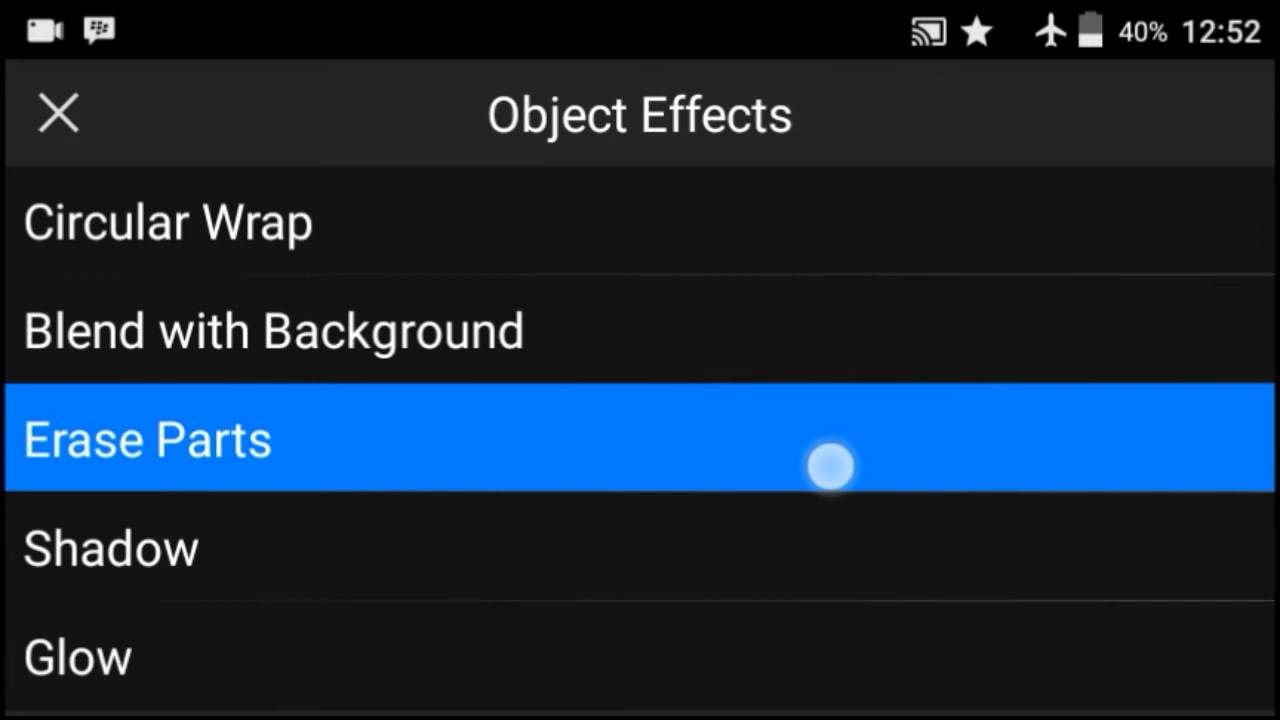 40% 12:52
Object Effects
Circular Wrap
Blend with Background
Erase Parts
Shadow
Glow